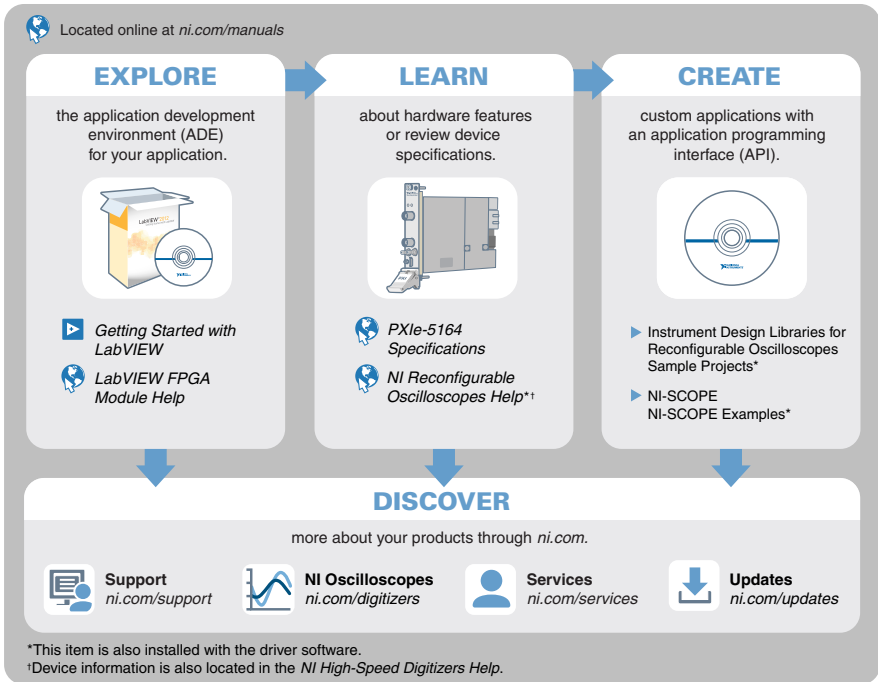 Located online at ni.com/manuals
EXPLORE
the application development
environment (ADE)
for your application.
LabVIEW
Getting Started with
LabVIEW
LabVIEW FPGA
Module Help
LEARN
about hardware features
or review device
specifications.
PXIe-5164
Specifications
NI Reconfigurable
Oscilloscopes Help*†
CREATE
custom applications with
an application programming
interface (API).
Instrument Design Libraries for
Reconfigurable Oscilloscopes
Sample Projects*
NI-SCOPE
NI-SCOPE Examples*
DISCOVER
more about your products through ni.com.
Support
ni.com/support
NI Oscilloscopes
ni.com/digitizers
Services
ni.com/services
Updates
ni.com/updates
*This item is also installed with the driver software.
†Device information is also located in the NI High-Speed Digitizers Help.